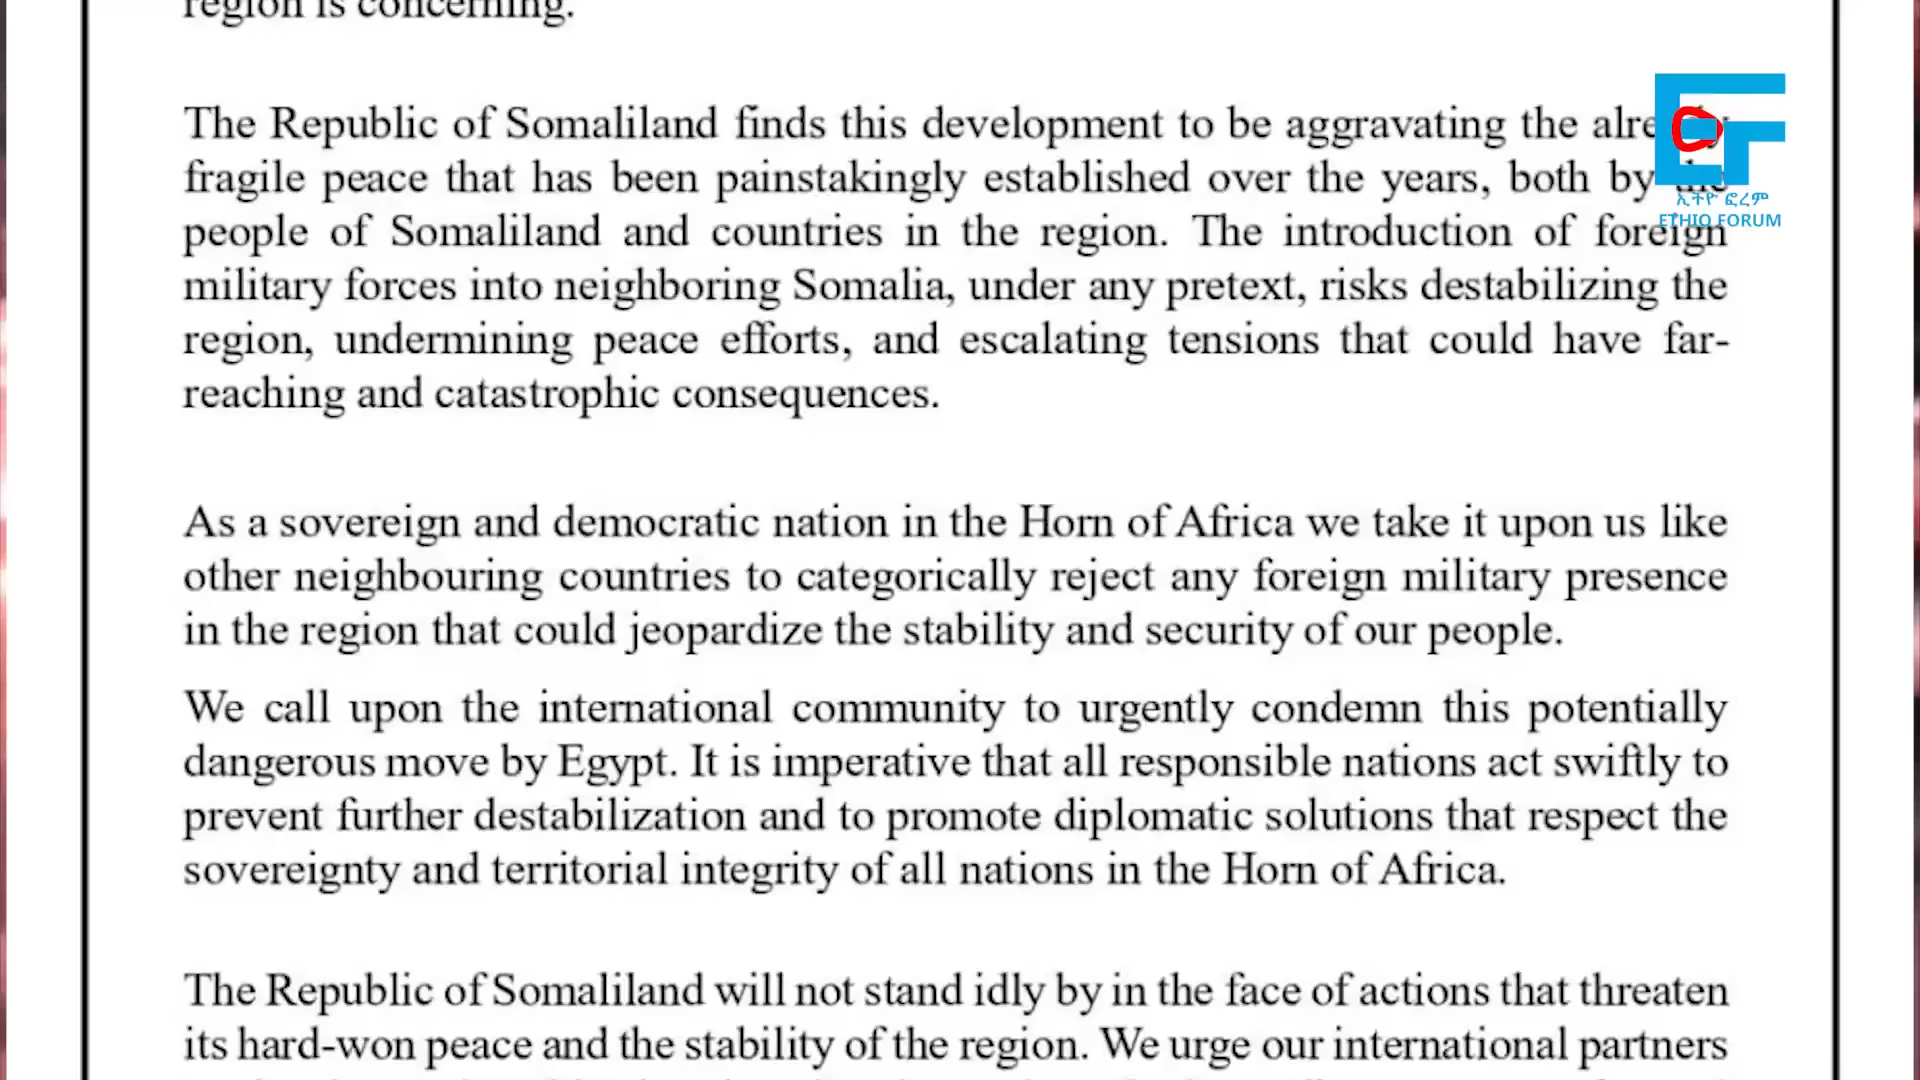 region is concerning.
The Republic of Somaliland finds this development to be aggravating the
fragile peace that has been painstakingly established over the years, both by the
people of Somaliland and countries in the region. The introduction of foreign
military forces into neighboring Somalia, under any pretext, risks destabilizing the
region, undermining peace efforts, and escalating tensions that could have far-
reaching and catastrophic consequences.
As a sovereign and democratic nation in the Horn of Africa we take it upon us like
other neighbouring countries to categorically reject any foreign military presence
in the region that could jeopardize the stability and security of our people.
We call upon the international community to urgently condemn this potentially
dangerous move by Egypt. It is imperative that all responsible nations act swiftly to
prevent further destabilization and to promote diplomatic solutions that respect the
sovereignty and territorial integrity of all nations in the Horn of Africa.
The Republic of Somaliland will not stand idly by in the face of actions that threaten
its hard-won peace and the stability of the region. We urge our international partners
EF
ኢትዮ ፎረም
ETHIO FORUM